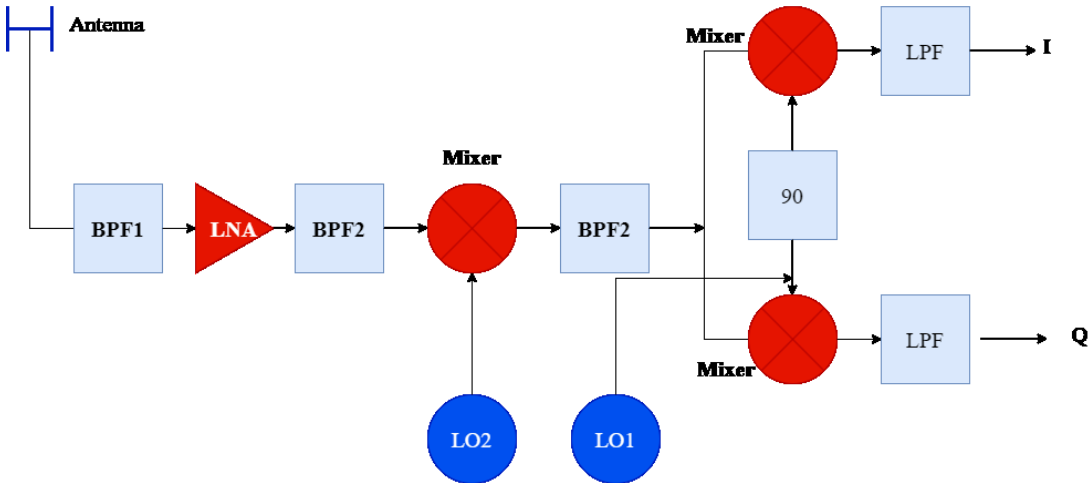 Antenna
Mixer
LPF
I
Mixer
90
BPF1
LNA
BPF2
BPF2
Mixer
LPF
Q
LO2
LO1